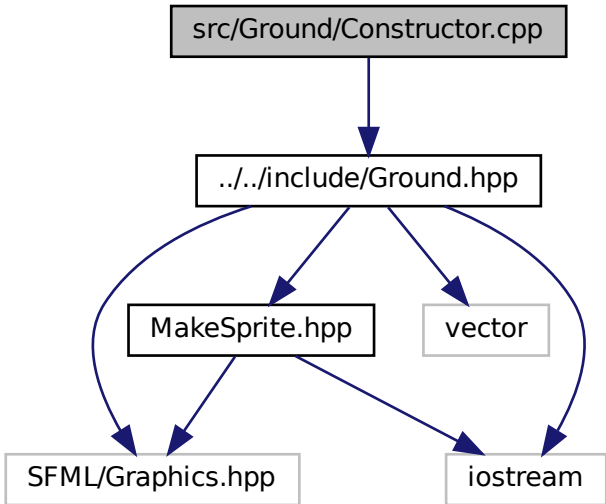 src/Ground/Constructor.cpp
../../include/Ground.hpp
MakeSprite.hpp
vector
SFML/Graphics.hpp
iostream